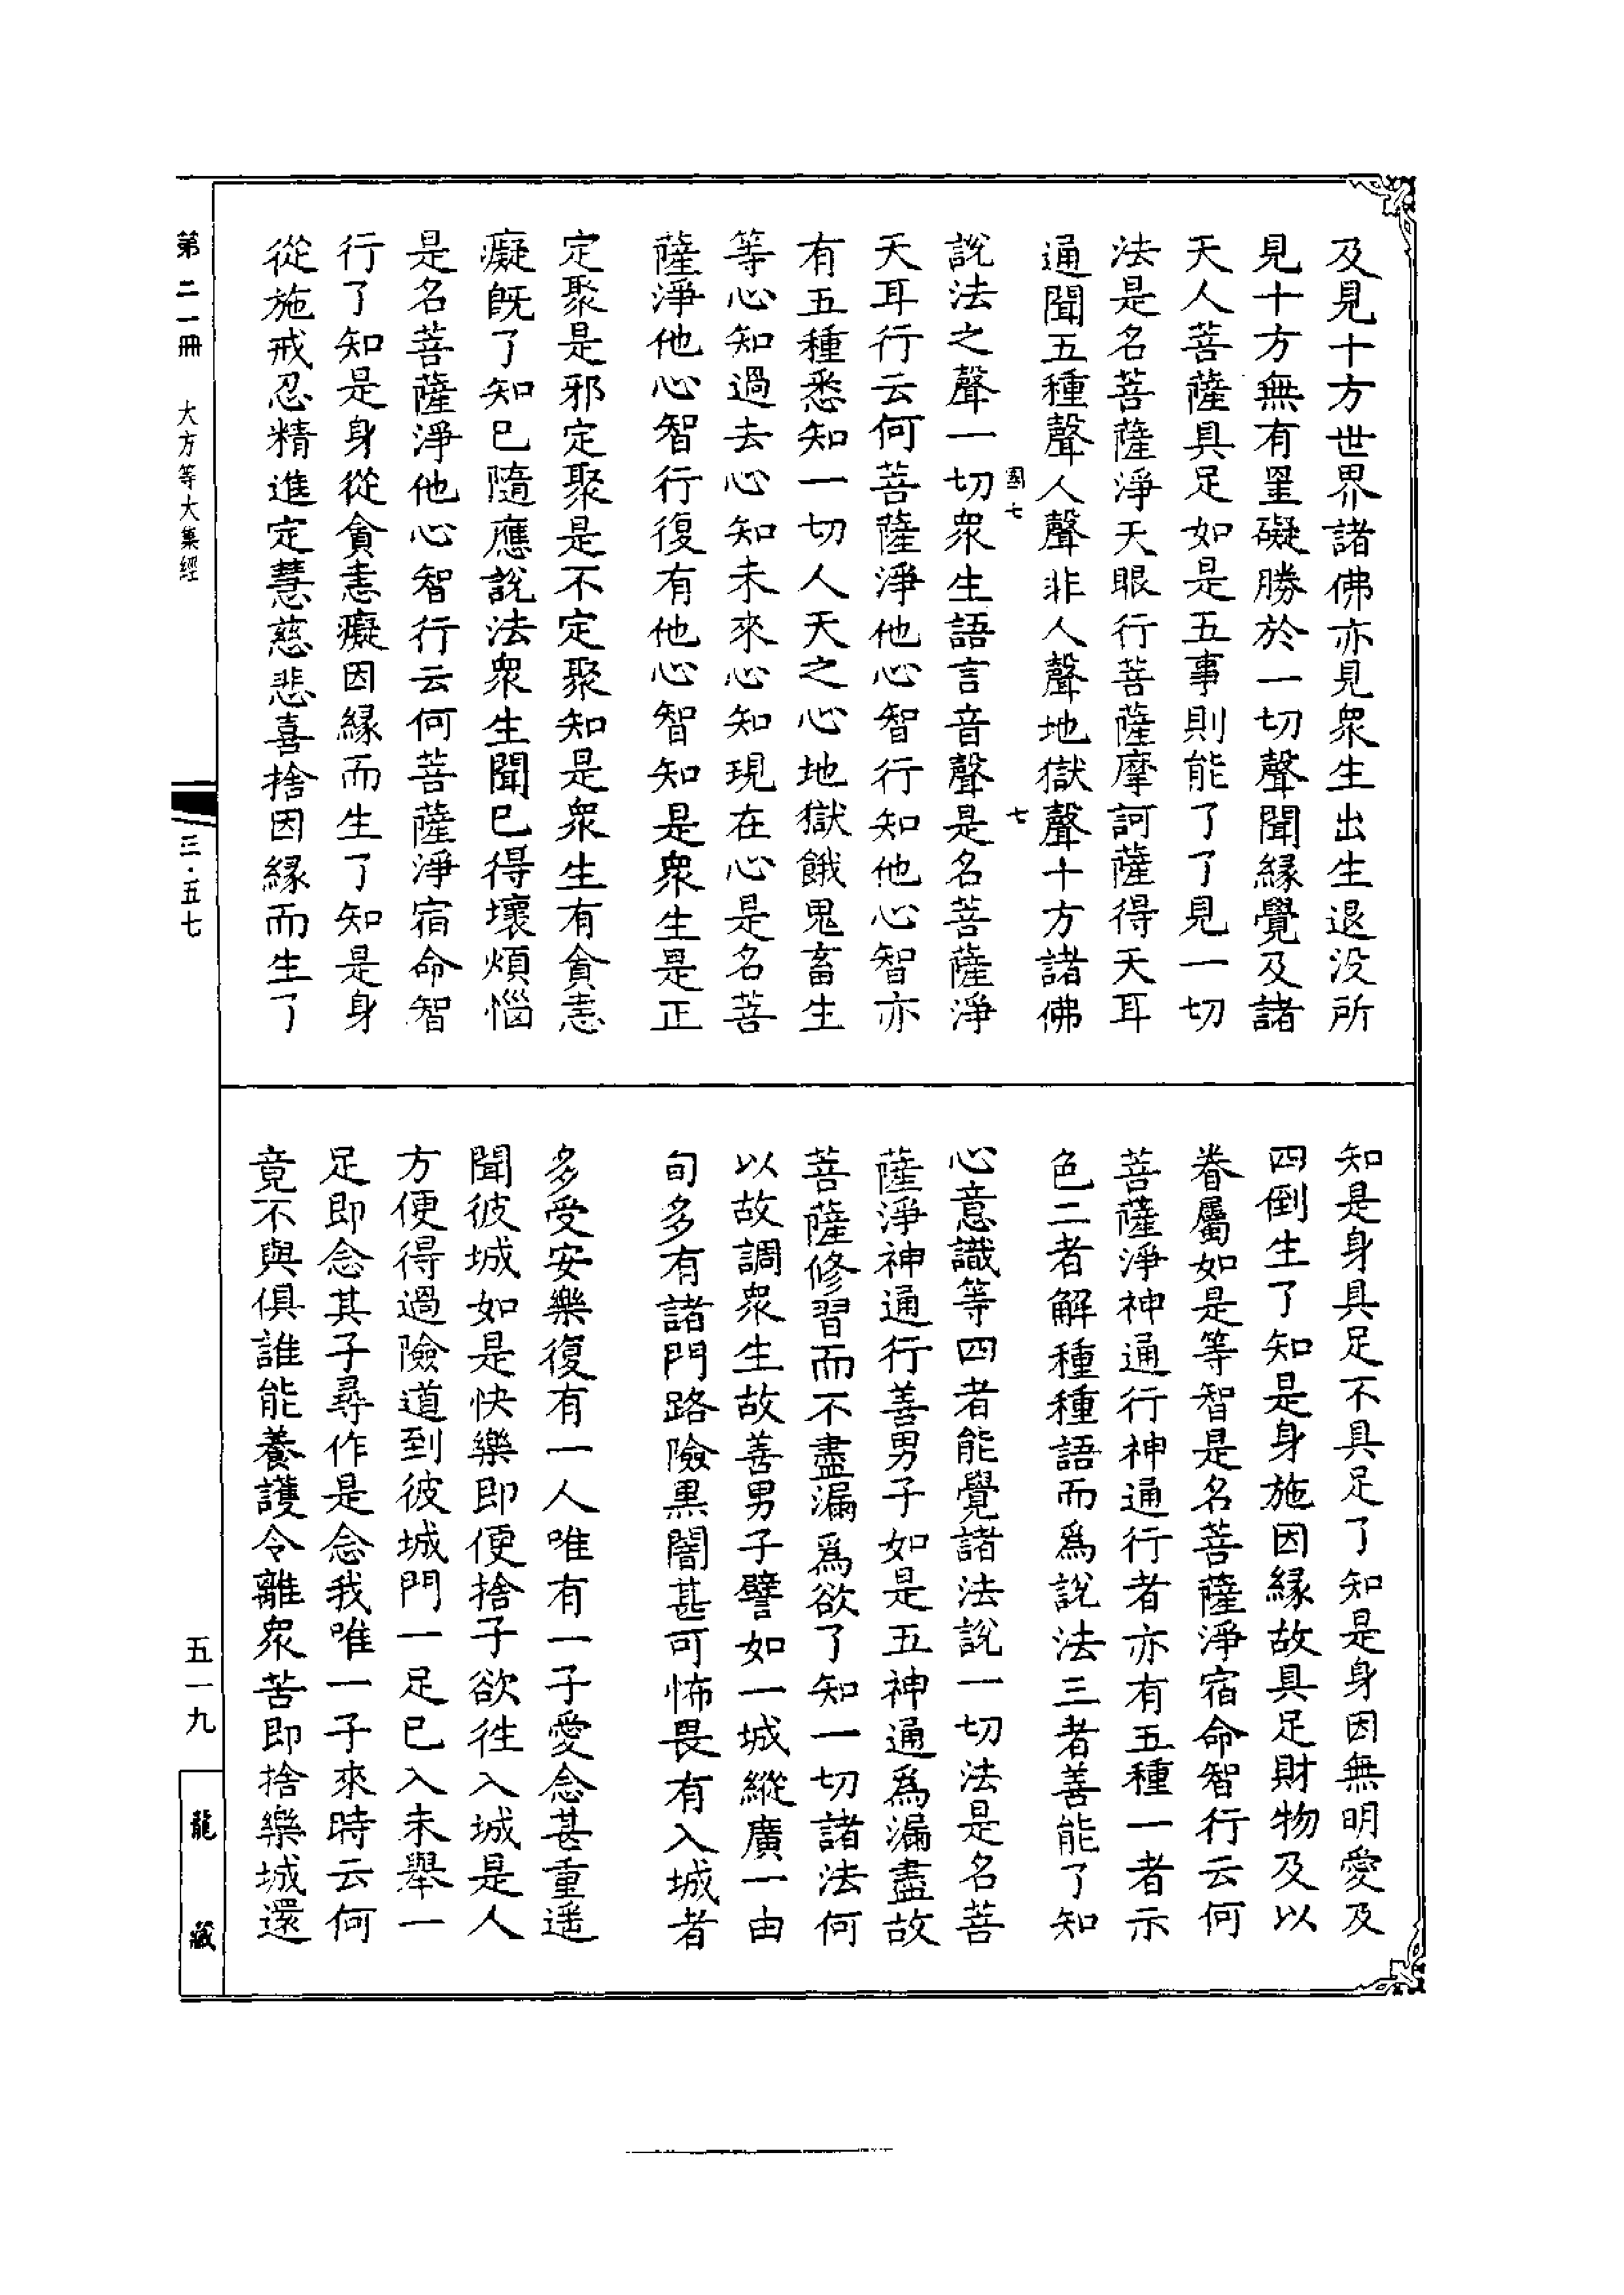 及見十方世界諸佛亦見衆生出生退没所
見十方無有罣礙勝於一切聲聞緣覺及諸
天人菩薩具足如是五事則能了了見一切
法是名菩薩淨天眼行菩薩摩訶薩得天耳
通聞五種聲人聲非人聲地獄聲十方諸佛
國七
七
說法之聲一切衆生語言音聲是名菩薩淨
天耳行云何菩薩淨他心智行知他心智亦
有五種悉知一切人天之心地獄餓鬼畜生
等心知過去心知未來心知現在心是名菩
薩淨他心智行復有他心智知是衆生是正
定聚是邪定聚是不定聚知是衆生有貪恚
癡旣了知已隨應說法衆生聞已得壞煩惱
是名菩薩淨他心智行云何菩薩淨宿命智
行了知是身從貪恚癡因緣而生了知是身
從施戒忍精進定慧慈悲喜捨因緣而生了
知是身具足不具足了知是身因無明愛及
四倒生了知是身施因緣故具足財物及以
眷屬如是等智是名菩薩淨宿命智行云何
菩薩淨神通行神通行者亦有五種一者示
色二者解種種語而爲說法三者善能了知
心意識等四者能覺諸法說一切法是名菩
薩淨神通行善男子如是五神通爲漏盡故
菩薩修習而不盡漏爲欲了知一切諸法何
以故調衆生故善男子譬如一城縱廣一由
旬多有諸門路險黑闇甚可怖畏有入城者
多受安樂復有一人唯有一子愛念甚重遥
聞彼城如是快樂即便捨子欲往入城是人
方便得過險道到彼城門一足已入未舉一
足即念其子尋作是念我唯一子來時云何
竟不與俱誰能養護令離衆苦即捨樂城還
第二一冊　大方等大集經
三·五七
五一九
龍藏